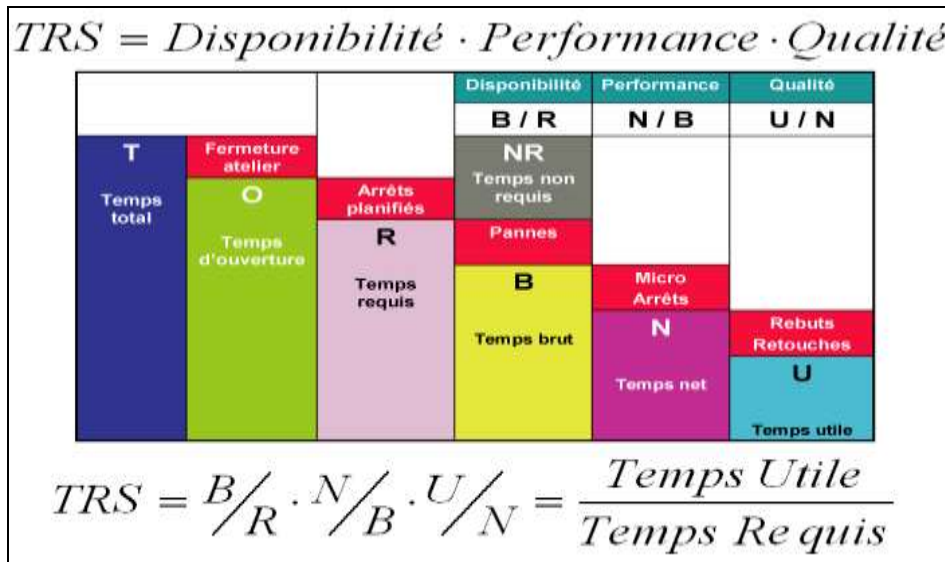 TRS = Disponibilité · Performance · Qualité
Disponibilité Performance Qualité
B / R N / B U / N
T
Temps
total
Fermeture
atelier
O
Temps
d'ouverture
Arrêts
planifiés
R
Temps
requis
NR
Temps non
requis
Pannes
B
Temps brut
Micro
Arrêts
N
Temps net
Rebuts
Retouches
U
Temps utile
TRS = B/R · N/B · U/N = Temps Utile / Temps Re quis